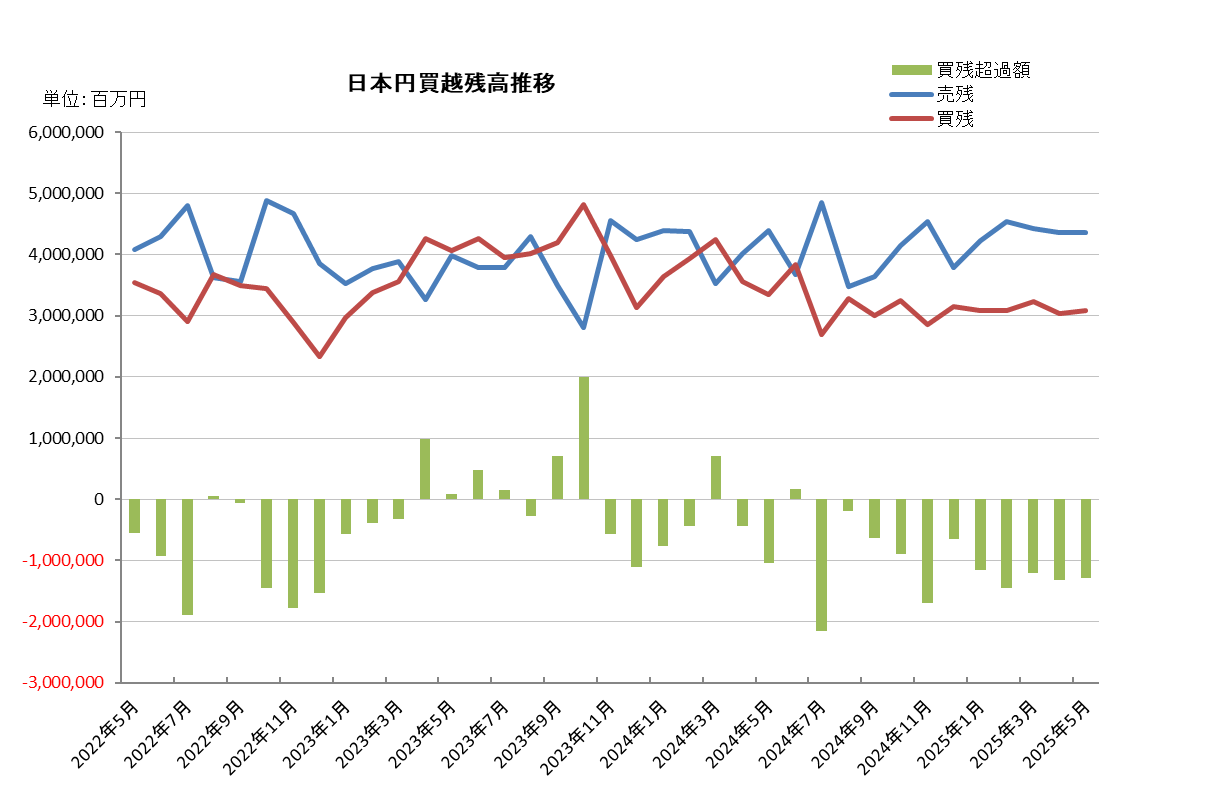 日本円買越残高推移
単位：百万円
買残超過額
売残
買残
6,000,000
5,000,000
4,000,000
3,000,000
2,000,000
1,000,000
0
-1,000,000
-2,000,000
-3,000,000
2022年5月
2022年7月
2022年9月
2022年11月
2023年1月
2023年3月
2023年5月
2023年7月
2023年9月
2023年11月
2024年1月
2024年3月
2024年5月
2024年7月
2024年9月
2024年11月
2025年1月
2025年3月
2025年5月